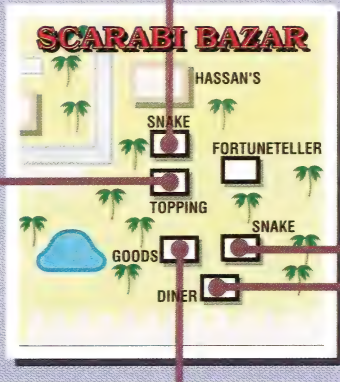 SCARABI BAZAR
HASSAN'S
SNAKE
FORTUNETELLER
TOPPING
SNAKE
GOODS
DINER